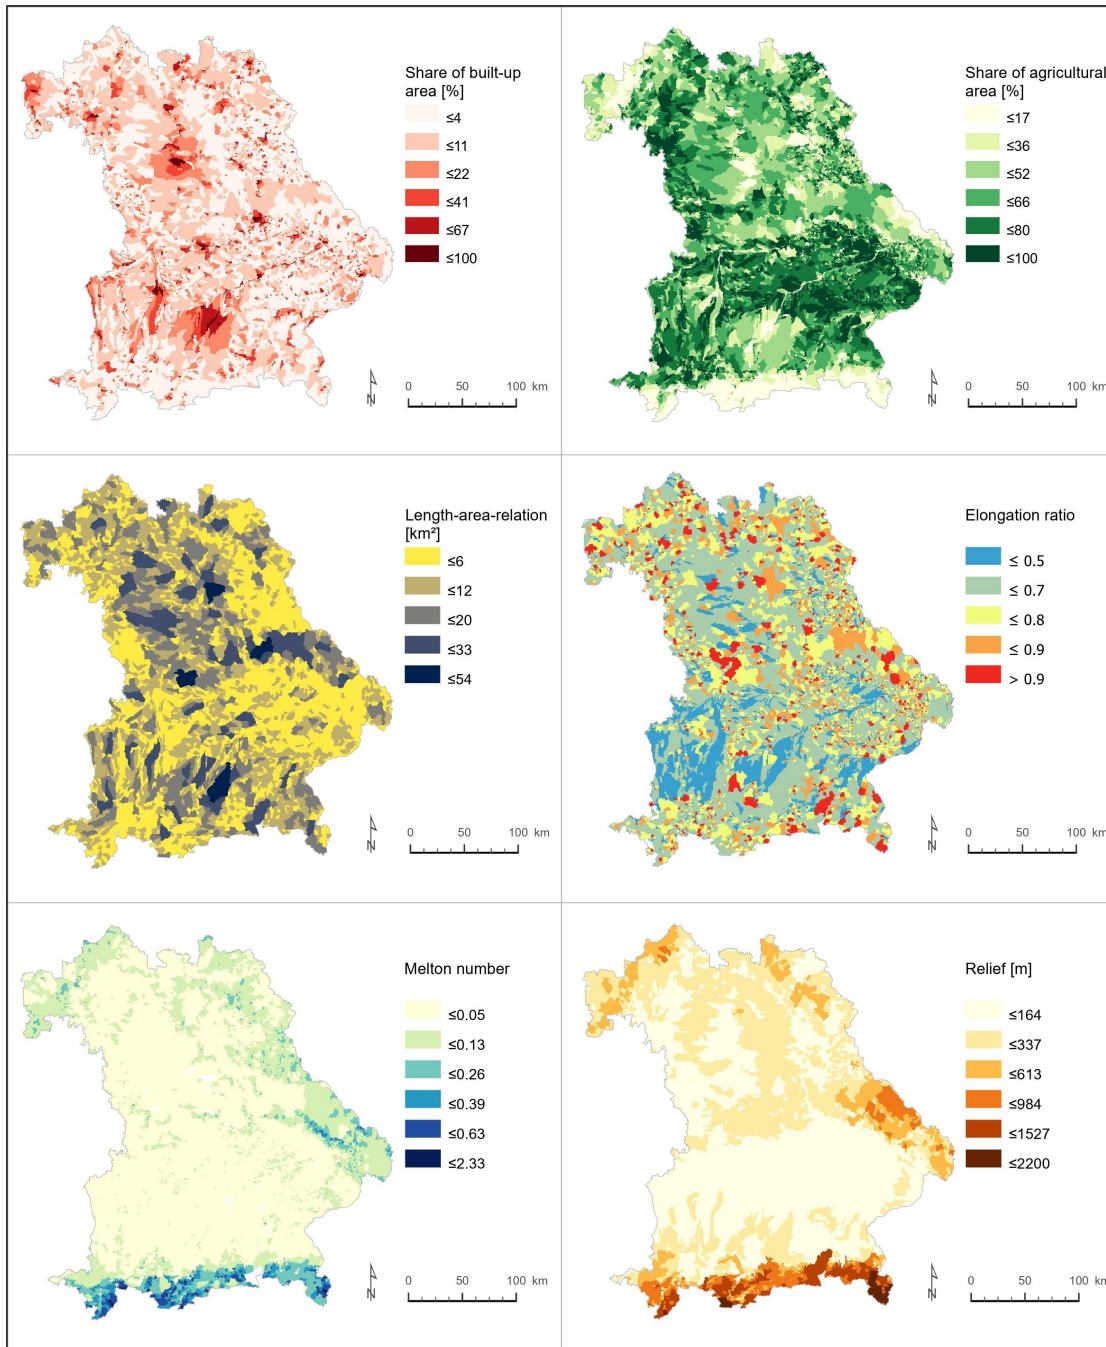 Share of built-up
area [%]
≤4
≤11
≤22
≤41
≤67
≤100
N
0 50 100 km
Share of agricultural
area [%]
≤17
≤36
≤52
≤66
≤80
≤100
N
0 50 100 km
Length-area-relation
[km²]
≤6
≤12
≤20
≤33
≤54
N
0 50 100 km
Elongation ratio
≤ 0.5
≤ 0.7
≤ 0.8
≤ 0.9
> 0.9
N
0 50 100 km
Melton number
≤0.05
≤0.13
≤0.26
≤0.39
≤0.63
≤2.33
N
0 50 100 km
Relief [m]
≤164
≤337
≤613
≤984
≤1527
≤2200
N
0 50 100 km